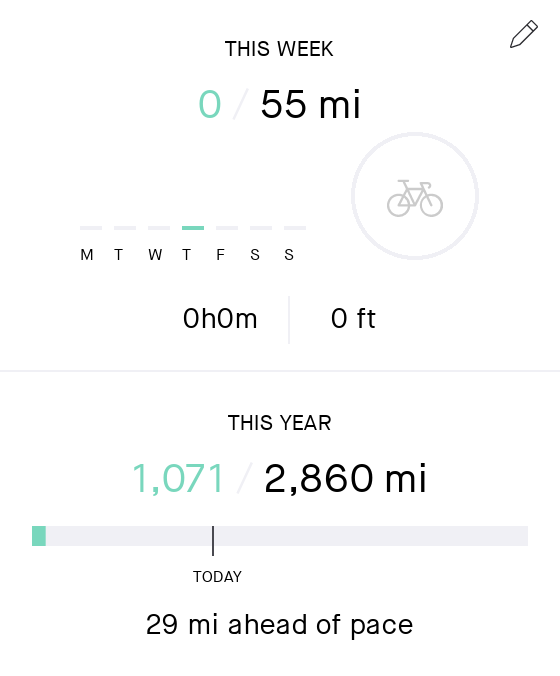 THIS WEEK
0 / 55 mi
M T W T F S S
0h0m 0 ft
THIS YEAR
1,071 / 2,860 mi
TODAY
29 mi ahead of pace